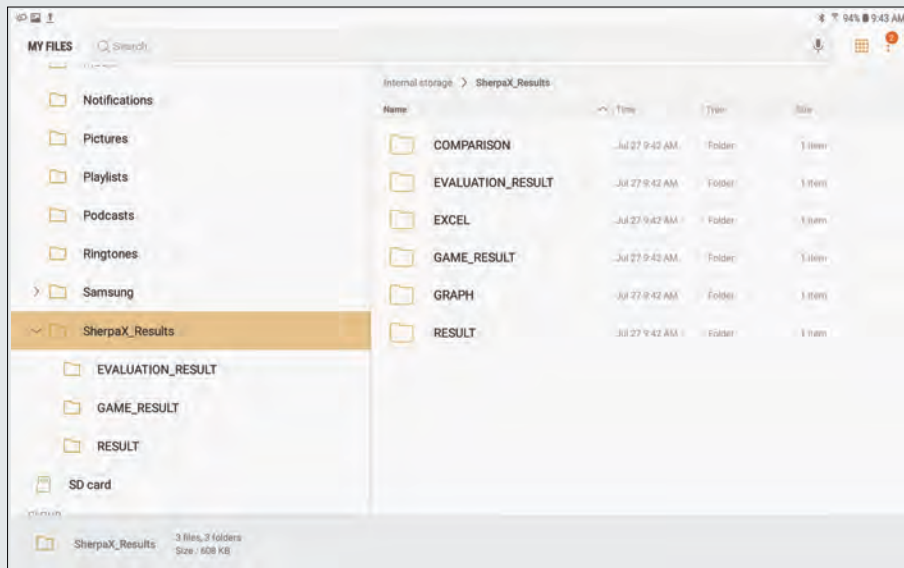 94% 9:43 AM
MY FILES Search 2
Notifications
Pictures
Playlists
Podcasts
Ringtones
Samsung
SherpaX_Results
EVALUATION_RESULT
GAME_RESULT
RESULT
SD card
SherpaX_Results 3 files, 3 folders
Size : 608 KB
Internal storage > SherpaX_Results
Name Time Type Size
COMPARISON Jul 27 9:42 AM Folder 1 item
EVALUATION_RESULT Jul 27 9:42 AM Folder 1 item
EXCEL Jul 27 9:42 AM Folder 1 item
GAME_RESULT Jul 27 9:42 AM Folder 1 item
GRAPH Jul 27 9:42 AM Folder 1 item
RESULT Jul 27 9:42 AM Folder 1 item